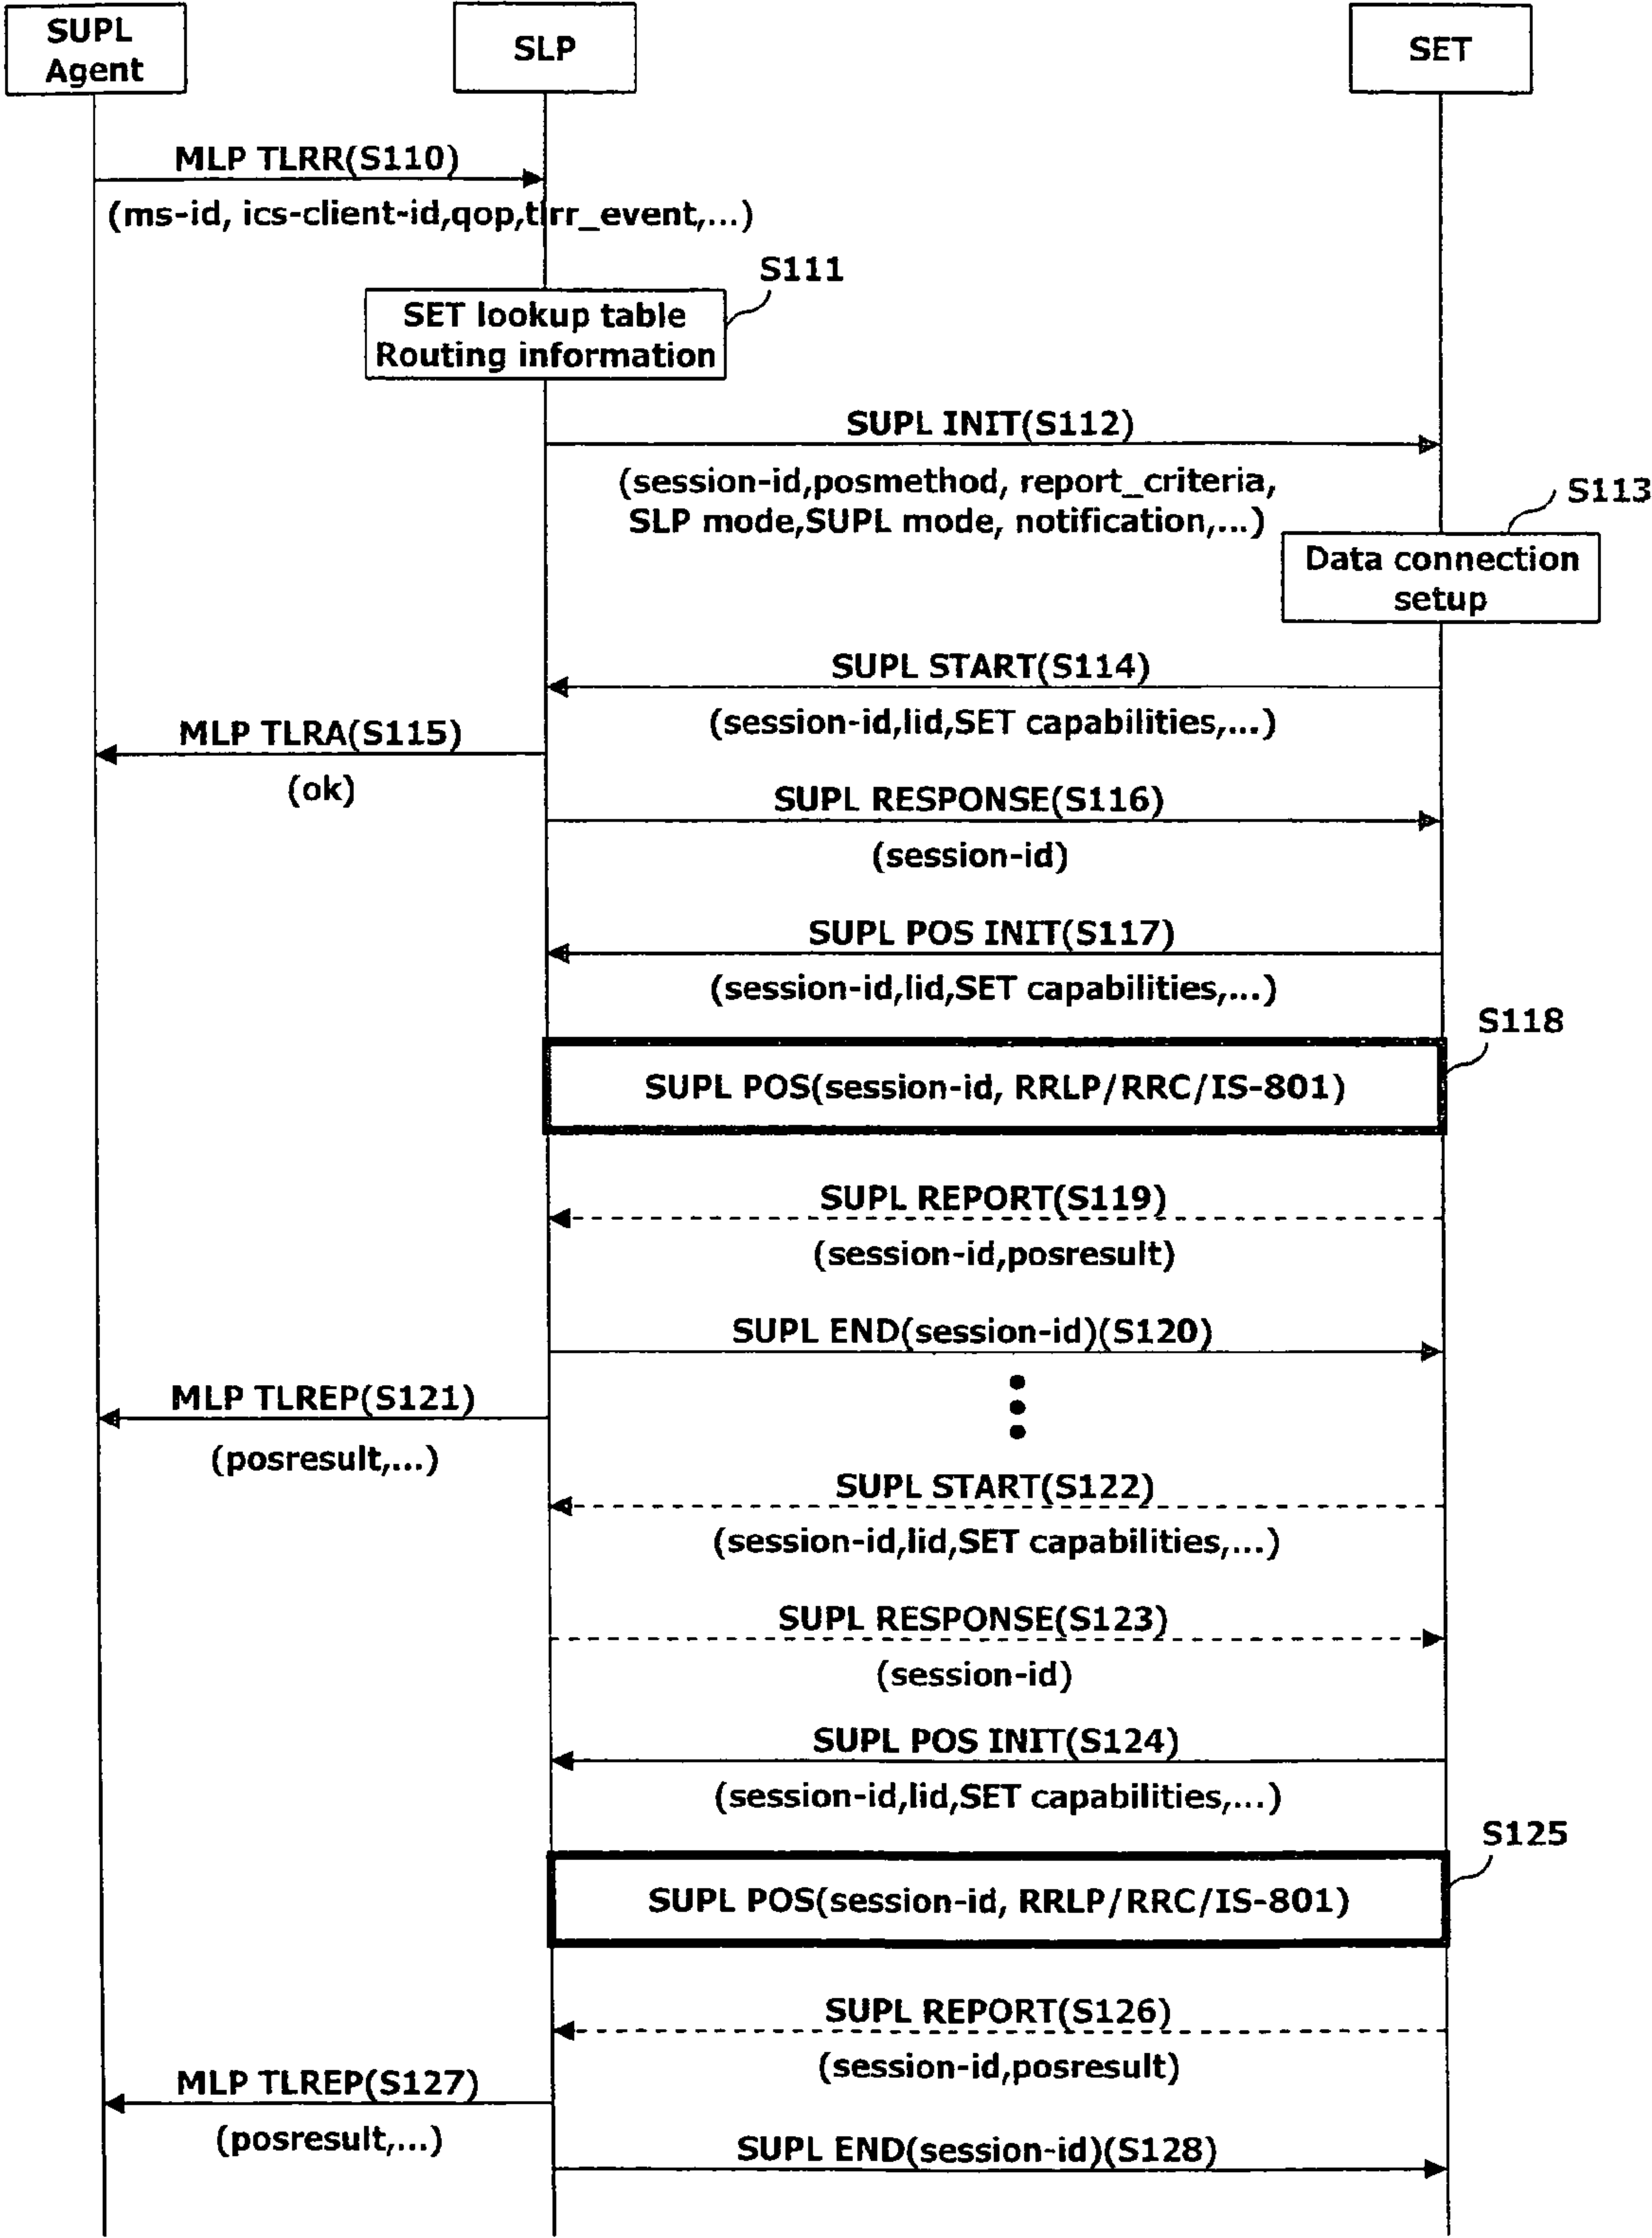 SUPL
Agent
SLP
SET
MLP TLRR(S110)
(ms-id, ics-client-id,qop,tlrr_event,...)
S111
SET lookup table
Routing information
SUPL INIT(S112)
(session-id,posmethod, report_criteria,
SLP mode,SUPL mode, notification,...)
S113
Data connection
setup
SUPL START(S114)
(session-id,lid,SET capabilities,...)
MLP TLRA(S115)
(ok)
SUPL RESPONSE(S116)
(session-id)
SUPL POS INIT(S117)
(session-id,lid,SET capabilities,...)
S118
SUPL POS(session-id, RRLP/RRC/IS-801)
SUPL REPORT(S119)
(session-id,posresult)
SUPL END(session-id)(S120)
MLP TLREP(S121)
(posresult,...)
SUPL START(S122)
(session-id,lid,SET capabilities,...)
SUPL RESPONSE(S123)
(session-id)
SUPL POS INIT(S124)
(session-id,lid,SET capabilities,...)
S125
SUPL POS(session-id, RRLP/RRC/IS-801)
SUPL REPORT(S126)
(session-id,posresult)
MLP TLREP(S127)
(posresult,...)
SUPL END(session-id)(S128)